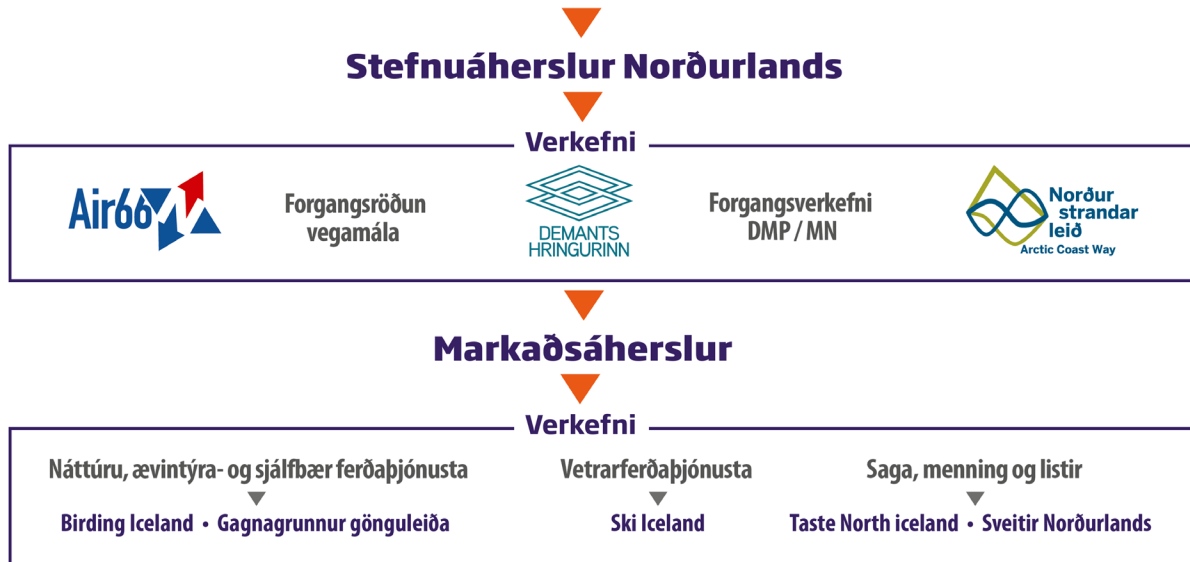 Stefnuáherslur Norðurlands
Verkefni
Air66N
Forgangsröðun
vegamála
DEMANTS
HRINGURINN
Forgangsverkefni
DMP / MN
Norður
strandar
leið
Arctic Coast Way
Markaðsáherslur
Verkefni
Náttúru, ævintýra- og sjálfbær ferðaþjónusta
Vetrarferðaþjónusta
Saga, menning og listir
Birding Iceland • Gagnagrunnur gönguleiða
Ski Iceland
Taste North iceland • Sveitir Norðurlands